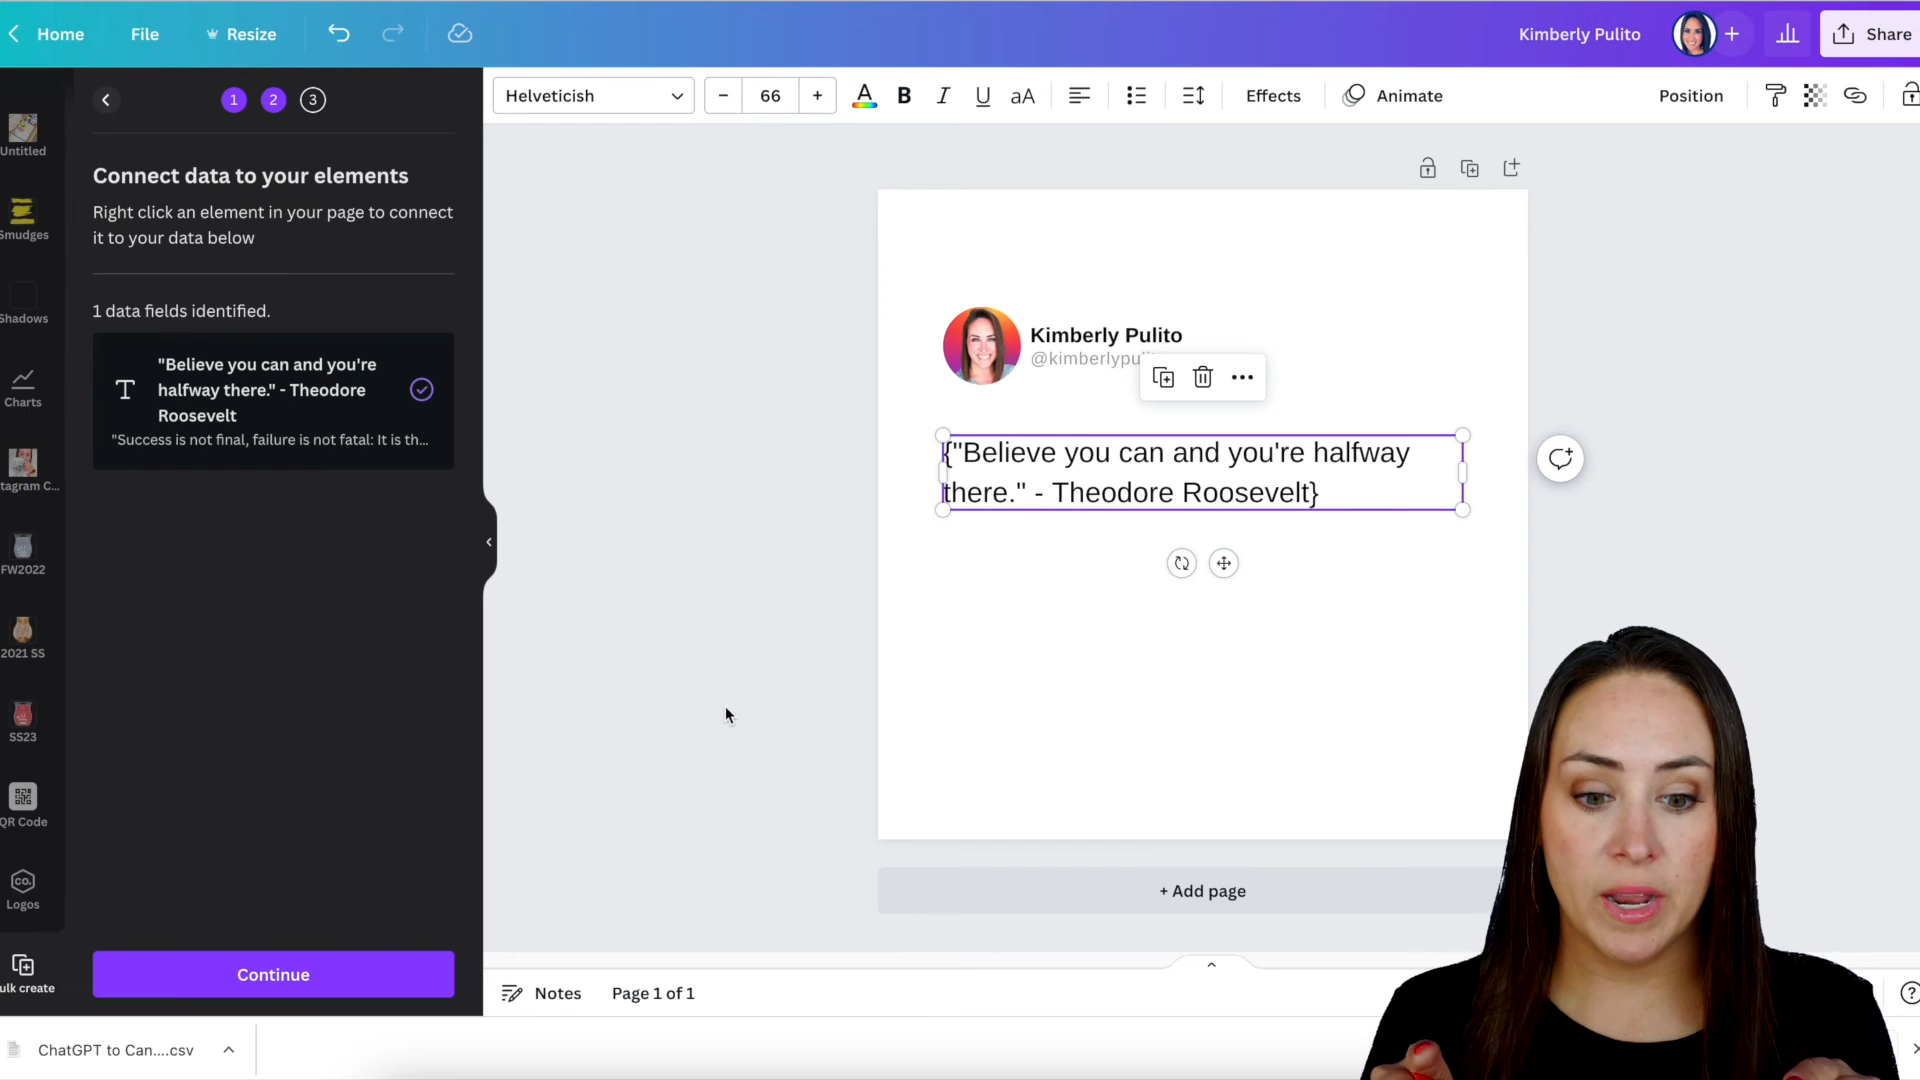 Home File Resize
Kimberly Pulito
Share
1 2 3
Helveticish
66
A B I U aA
Effects
Animate
Position
Untitled
Smudges
Shadows
Charts
tagram C...
FW2022
2021 SS
SS23
QR Code
CO.
Logos
ulk create
Connect data to your elements
Right click an element in your page to connect
it to your data below
1 data fields identified.
T
"Believe you can and you're
halfway there." - Theodore
Roosevelt
"Success is not final, failure is not fatal: It is th...
Continue
Kimberly Pulito
@kimberlypuli
{"Believe you can and you're halfway
there." - Theodore Roosevelt}
+ Add page
Notes
Page 1 of 1
?
ChatGPT to Can....csv